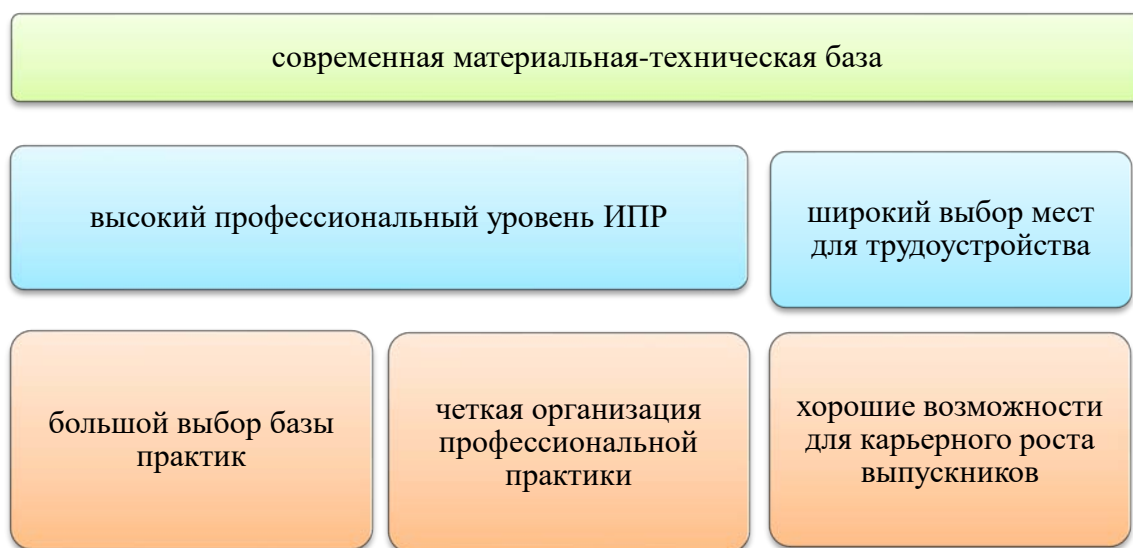 современная материальная-техническая база
высокий профессиональный уровень ИПР
широкий выбор мест
для трудоустройства
большой выбор базы
практик
четкая организация
профессиональной
практики
хорошие возможности
для карьерного роста
выпускников